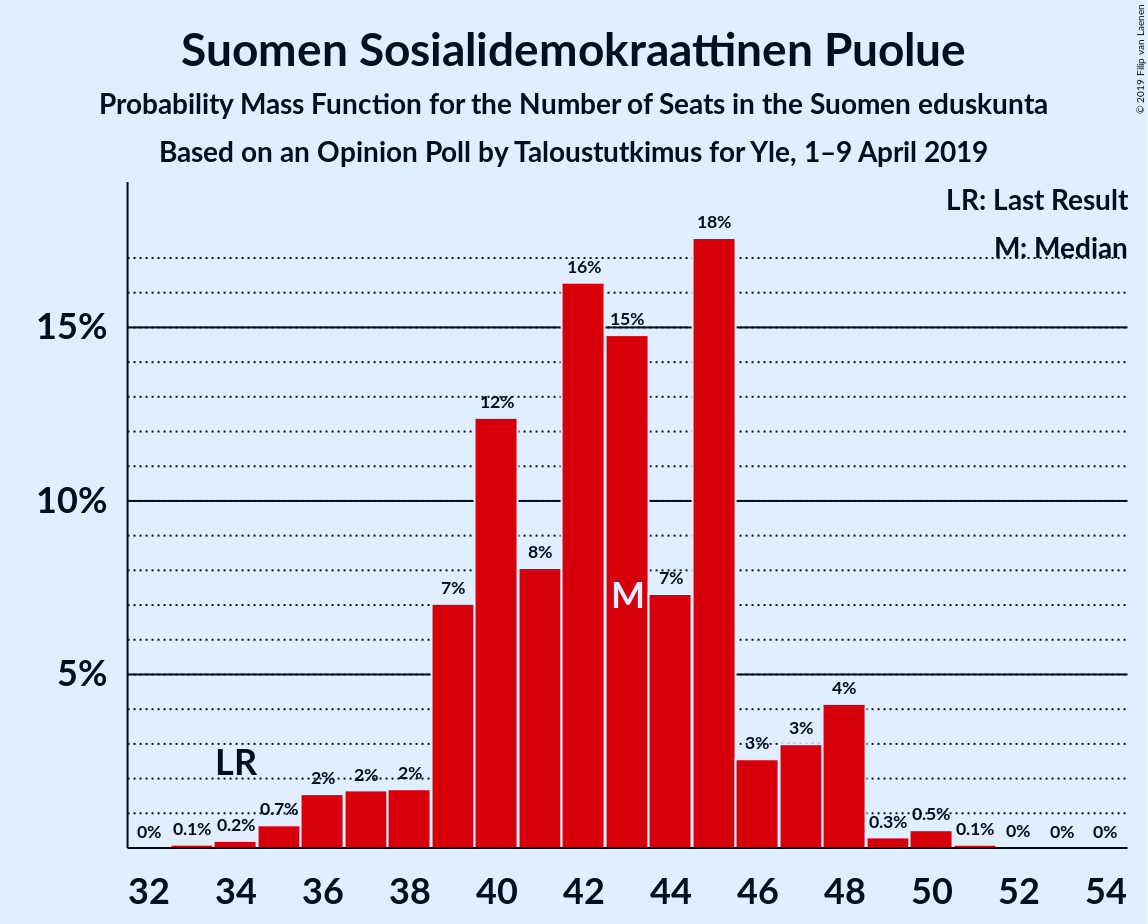 Suomen Sosialidemokraattinen Puolue
Probability Mass Function for the Number of Seats in the Suomen eduskunta
Based on an Opinion Poll by Taloustutkimus for Yle, 1–9 April 2019
© 2019 Filip van Laenen
LR: Last Result
M: Median
15%
10%
5%
0%
0.1%
0.2%
0.7%
2%
2%
2%
7%
12%
8%
16%
15%
7%
18%
3%
3%
4%
0.3%
0.5%
0.1%
0%
0%
0%
LR
M
32 34 36 38 40 42 44 46 48 50 52 54